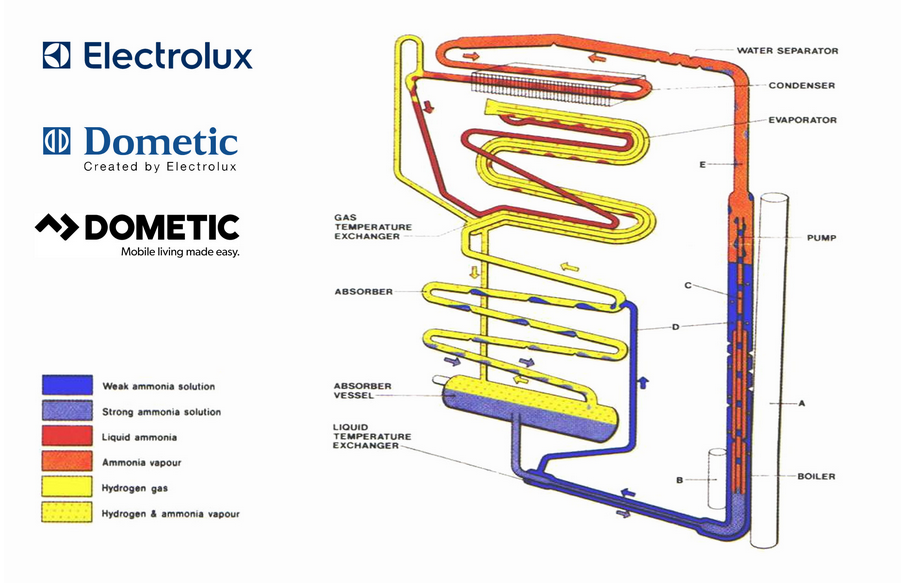 Electrolux
Dometic
Created by Electrolux
DOMETIC
Mobile living made easy.
WATER SEPARATOR
CONDENSER
EVAPORATOR
E
GAS
TEMPERATURE
EXCHANGER
PUMP
ABSORBER
C
D
ABSORBER
VESSEL
A
LIQUID
TEMPERATURE
EXCHANGER
B
BOILER
Weak ammonia solution
Strong ammonia solution
Liquid ammonia
Ammonia vapour
Hydrogen gas
Hydrogen & ammonia vapour